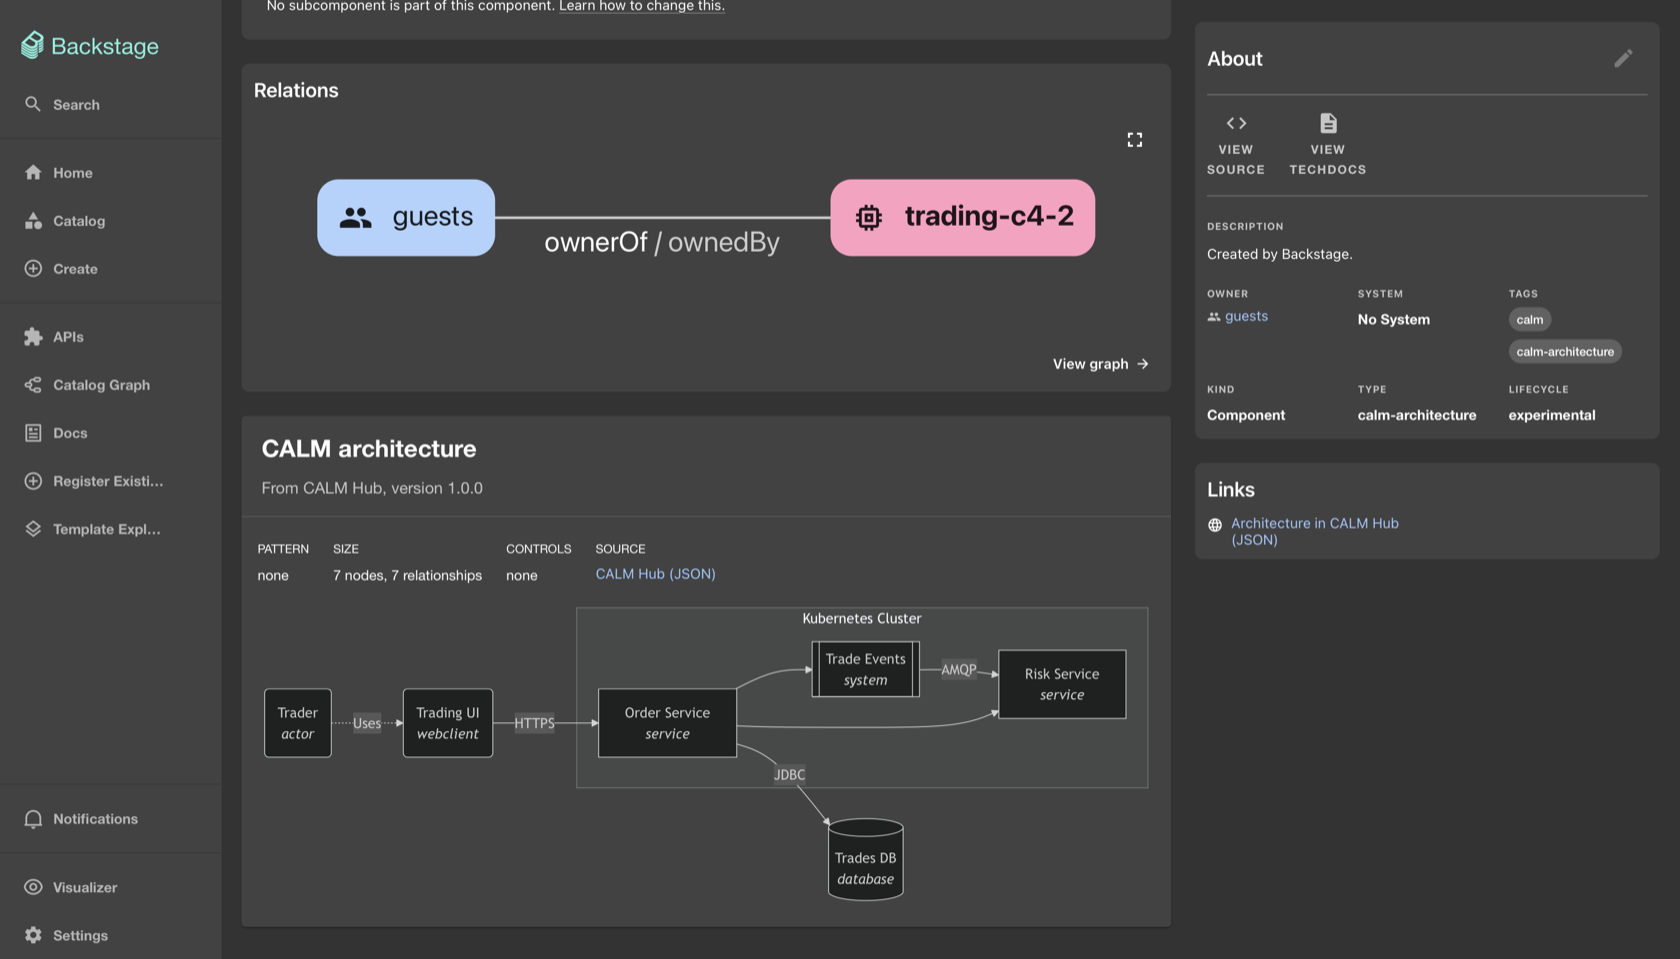 No subcomponent is part of this component. Learn how to change this.
Backstage
Search
Home
Catalog
Create
APIs
Catalog Graph
Docs
Register Existi...
Template Expl...
Notifications
Visualizer
Settings
Relations
guests
ownerOf / ownedBy
trading-c4-2
View graph
CALM architecture
From CALM Hub, version 1.0.0
PATTERN
none
SIZE
7 nodes, 7 relationships
CONTROLS
none
SOURCE
CALM Hub (JSON)
Kubernetes Cluster
Trade Events
system
AMQP
Risk Service
service
Trader
actor
Uses
Trading UI
webclient
HTTPS
Order Service
service
JDBC
Trades DB
database
About
VIEW
SOURCE
VIEW
TECHDOCS
DESCRIPTION
Created by Backstage.
OWNER
guests
SYSTEM
No System
TAGS
calm
calm-architecture
KIND
Component
TYPE
calm-architecture
LIFECYCLE
experimental
Links
Architecture in CALM Hub
(JSON)